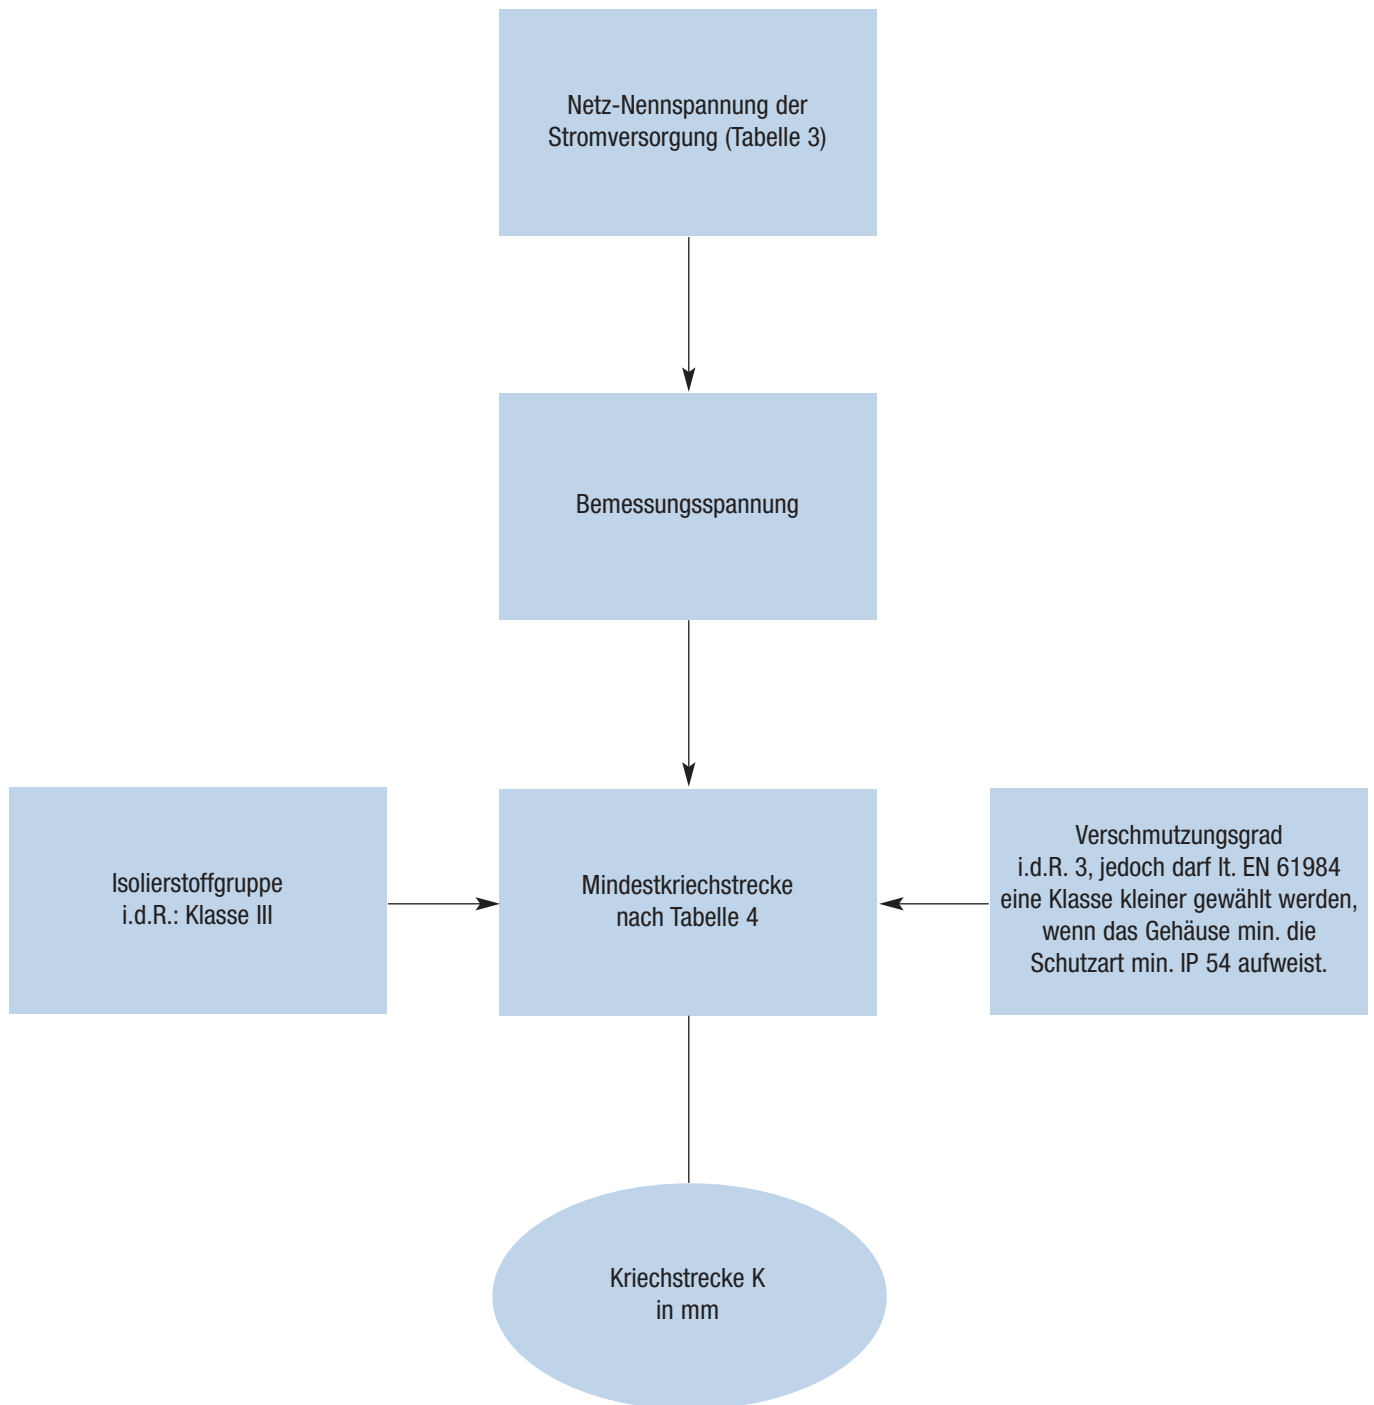 Netz-Nennspannung der
Stromversorgung (Tabelle 3)
Bemessungsspannung
Isolierstoffgruppe
i.d.R.: Klasse III
Mindestkriechstrecke
nach Tabelle 4
Verschmutzungsgrad
i.d.R. 3, jedoch darf lt. EN 61984
eine Klasse kleiner gewählt werden,
wenn das Gehäuse min. die
Schutzart min. IP 54 aufweist.
Kriechstrecke K
in mm